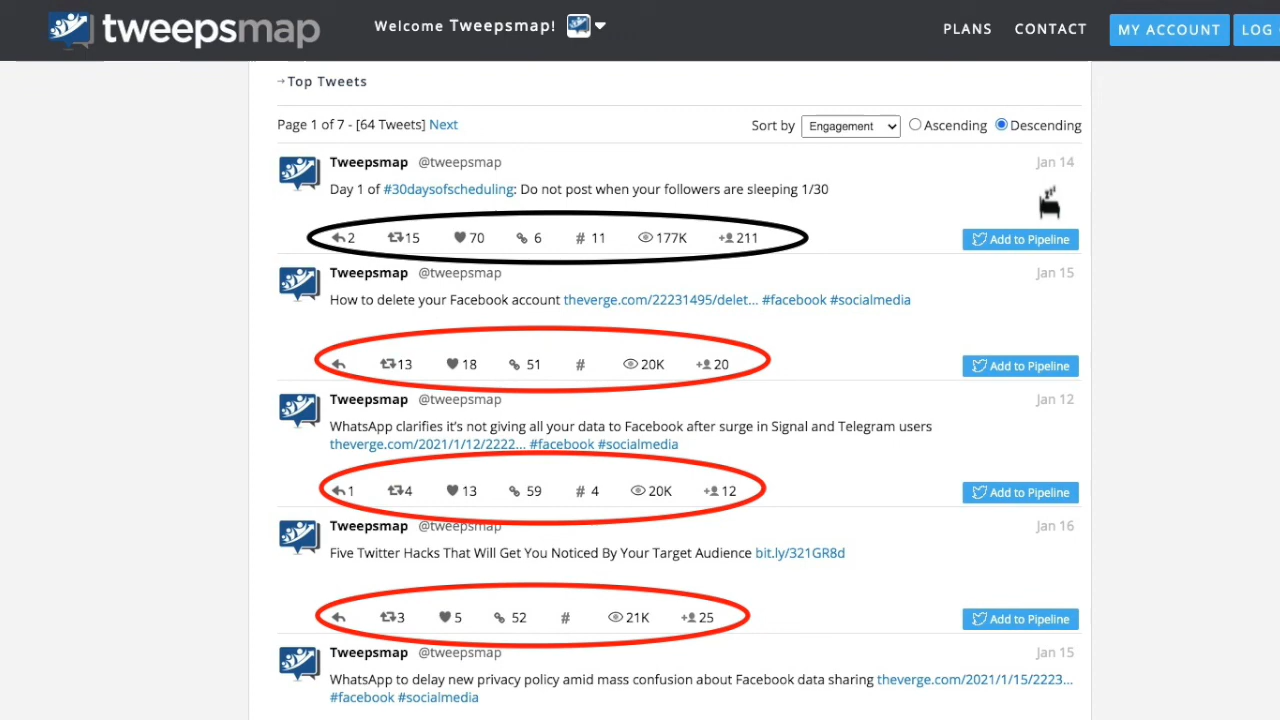 tweepsmap
Welcome Tweepsmap!
PLANS CONTACT MY ACCOUNT LOG
→Top Tweets
Page 1 of 7 - [64 Tweets] Next
Sort by Engagement Ascending Descending
Tweepsmap @tweepsmap Jan 14
Day 1 of #30daysofscheduling: Do not post when your followers are sleeping 1/30
2 15 70 6 # 11 177K 211
Add to Pipeline
Tweepsmap @tweepsmap Jan 15
How to delete your Facebook account theverge.com/22231495/delet... #facebook #socialmedia
13 18 51 # 20K 20
Add to Pipeline
Tweepsmap @tweepsmap Jan 12
WhatsApp clarifies it's not giving all your data to Facebook after surge in Signal and Telegram users
theverge.com/2021/1/12/2222... #facebook #socialmedia
1 4 13 59 # 4 20K 12
Add to Pipeline
Tweepsmap @tweepsmap Jan 16
Five Twitter Hacks That Will Get You Noticed By Your Target Audience bit.ly/321GR8d
3 5 52 # 21K 25
Add to Pipeline
Tweepsmap @tweepsmap Jan 15
WhatsApp to delay new privacy policy amid mass confusion about Facebook data sharing theverge.com/2021/1/15/2223...
#facebook #socialmedia